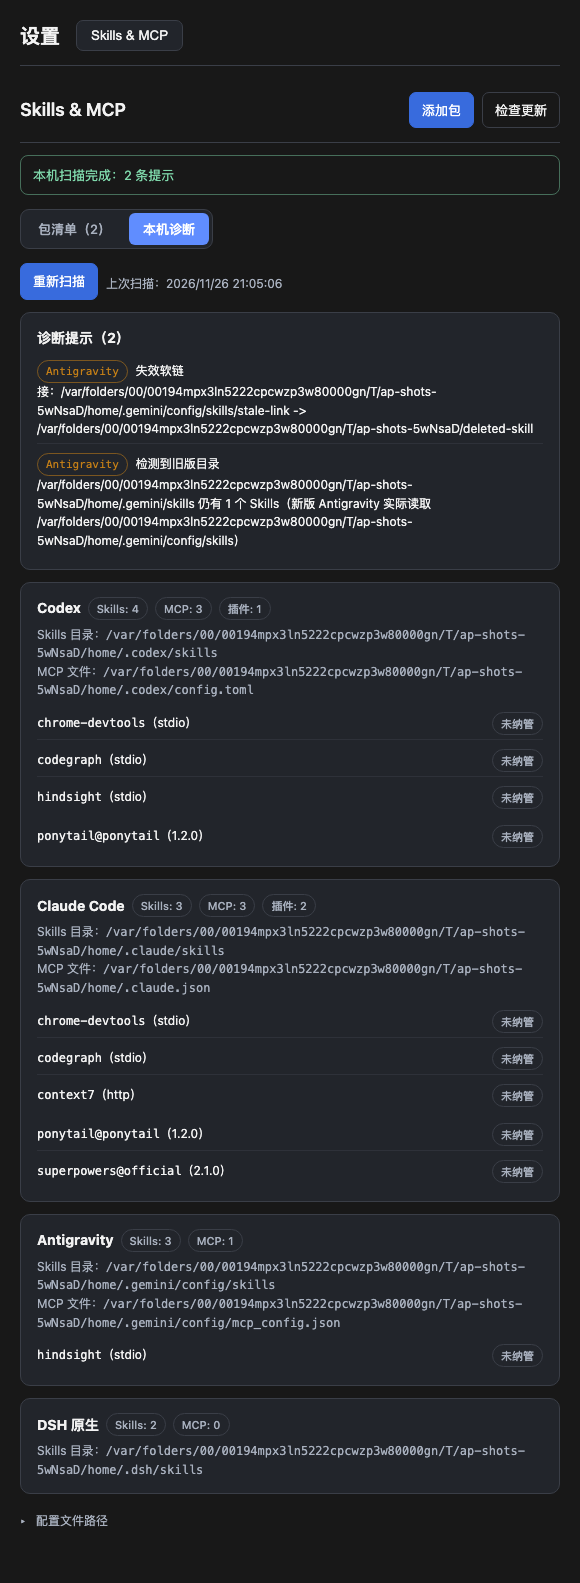 设置 Skills & MCP
Skills & MCP 添加包 检查更新
本机扫描完成：2 条提示
包清单（2） 本机诊断
重新扫描 上次扫描：2026/11/26 21:05:06
诊断提示（2）
Antigravity 失效软链
接：/var/folders/00/00194mpx3ln5222cpcwzp3w80000gn/T/ap-shots-
5wNsaD/home/.gemini/config/skills/stale-link ->
/var/folders/00/00194mpx3ln5222cpcwzp3w80000gn/T/ap-shots-5wNsaD/deleted-skill
Antigravity 检测到旧版目录
/var/folders/00/00194mpx3ln5222cpcwzp3w80000gn/T/ap-shots-
5wNsaD/home/.gemini/skills 仍有 1 个 Skills（新版 Antigravity 实际读取
/var/folders/00/00194mpx3ln5222cpcwzp3w80000gn/T/ap-shots-
5wNsaD/home/.gemini/config/skills）
Codex Skills: 4 MCP: 3 插件: 1
Skills 目录：/var/folders/00/00194mpx3ln5222cpcwzp3w80000gn/T/ap-shots-
5wNsaD/home/.codex/skills
MCP 文件：/var/folders/00/00194mpx3ln5222cpcwzp3w80000gn/T/ap-shots-
5wNsaD/home/.codex/config.toml
chrome-devtools（stdio） 未纳管
codegraph（stdio） 未纳管
hindsight（stdio） 未纳管
ponytail@ponytail（1.2.0） 未纳管
Claude Code Skills: 3 MCP: 3 插件: 2
Skills 目录：/var/folders/00/00194mpx3ln5222cpcwzp3w80000gn/T/ap-shots-
5wNsaD/home/.claude/skills
MCP 文件：/var/folders/00/00194mpx3ln5222cpcwzp3w80000gn/T/ap-shots-
5wNsaD/home/.claude.json
chrome-devtools（stdio） 未纳管
codegraph（stdio） 未纳管
context7（http） 未纳管
ponytail@ponytail（1.2.0） 未纳管
superpowers@official（2.1.0） 未纳管
Antigravity Skills: 3 MCP: 1
Skills 目录：/var/folders/00/00194mpx3ln5222cpcwzp3w80000gn/T/ap-shots-
5wNsaD/home/.gemini/config/skills
MCP 文件：/var/folders/00/00194mpx3ln5222cpcwzp3w80000gn/T/ap-shots-
5wNsaD/home/.gemini/config/mcp_config.json
hindsight（stdio） 未纳管
DSH 原生 Skills: 2 MCP: 0
Skills 目录：/var/folders/00/00194mpx3ln5222cpcwzp3w80000gn/T/ap-shots-
5wNsaD/home/.dsh/skills
配置文件路径